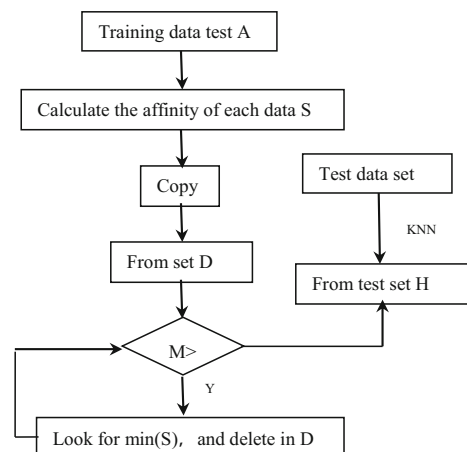 Training data test A
Calculate the affinity of each data S
Copy
Test data set
KNN
From set D
From test set H
M>
Y
Look for min(S), and delete in D